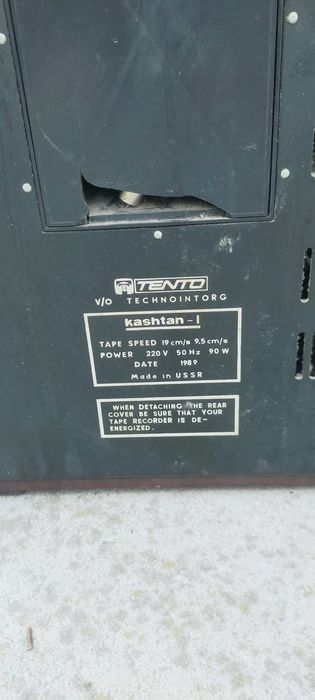 TENTO
V/O TECHNOINTORG
kashtan-I
TAPE SPEED 19 cm/s 9,5 cm/s
POWER 220 V 50 Hz 90 W
DATE 1989
Made in USSR
WHEN DETACHING THE REAR
COVER BE SURE THAT YOUR
TAPE RECORDER IS DE-
ENERGIZED.